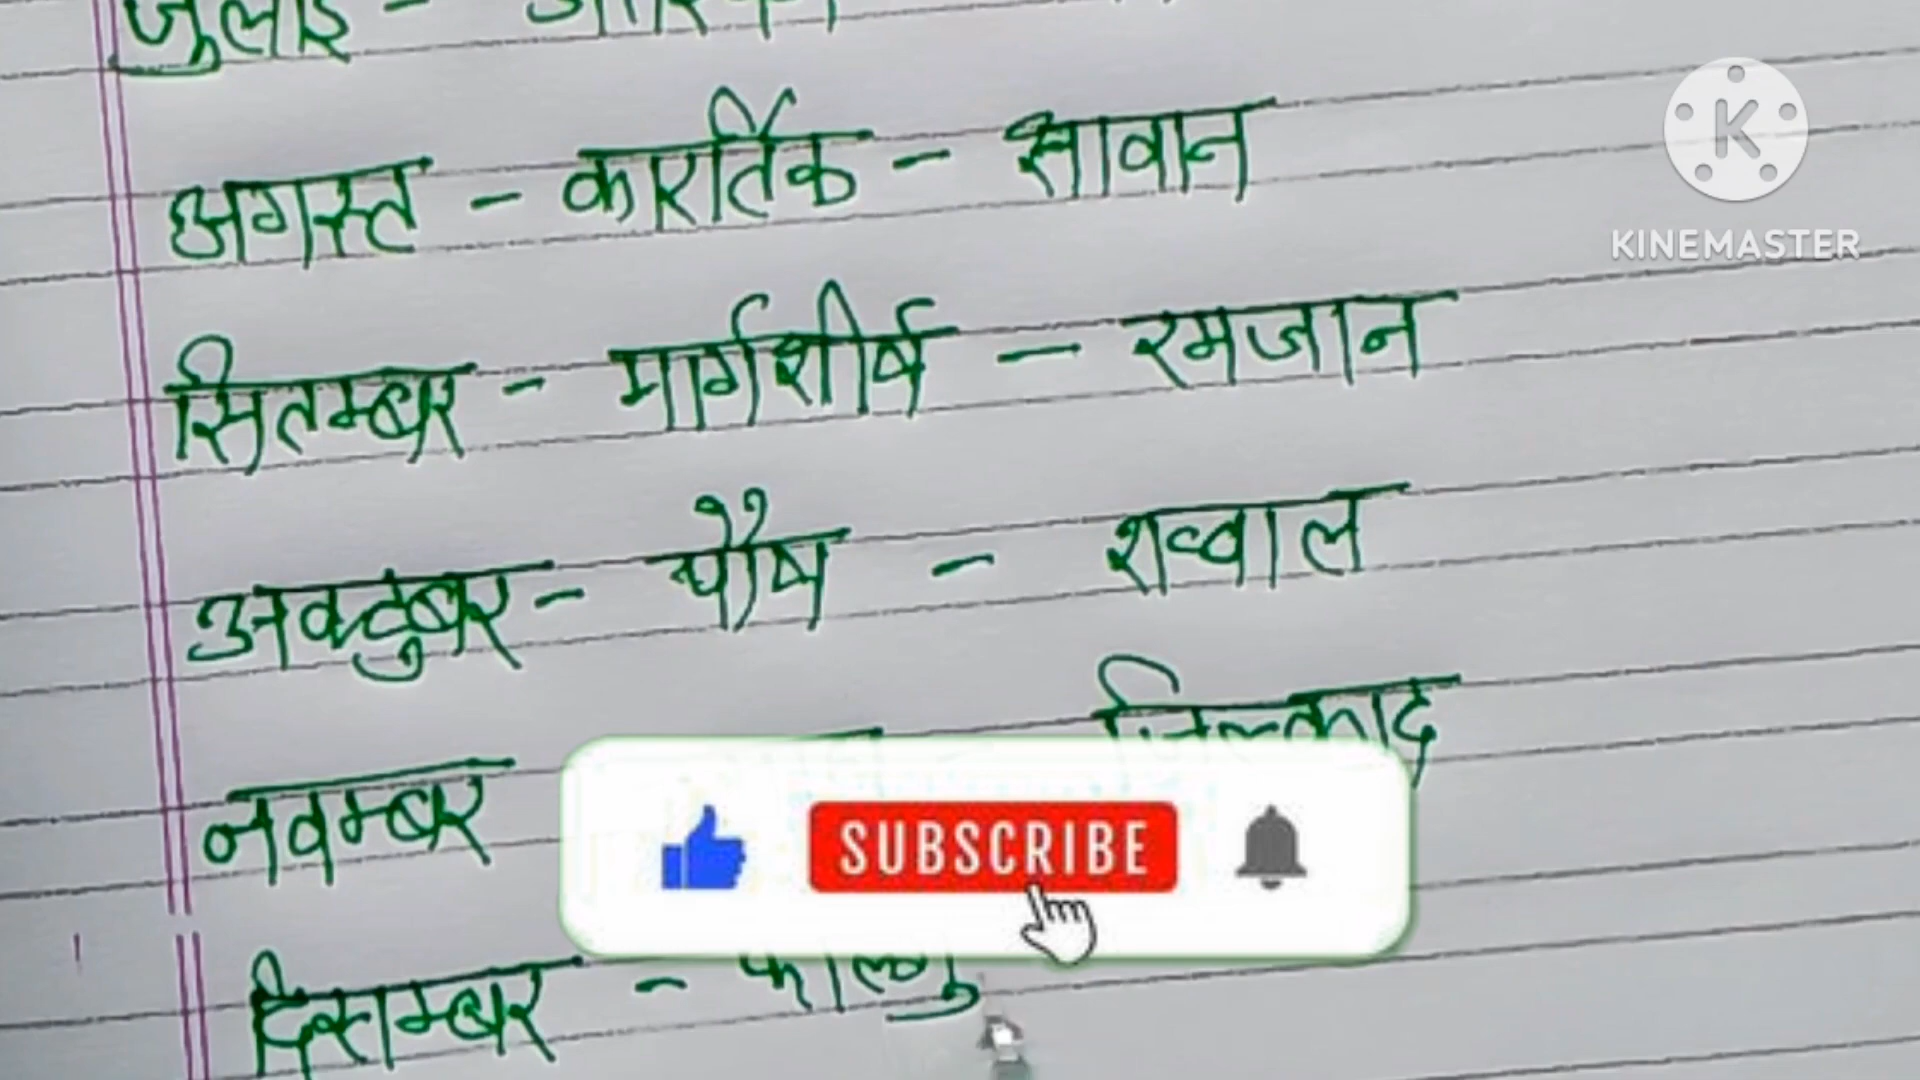 जुलाई -
अगस्त - कार्तिक - सावान
KINEMASTER
सितम्बर - मार्गशीर्ष - रमजान
अक्टुबर - पौष - शव्वाल
नवम्बर जिल्काद
SUBSCRIBE
दिसम्बर - फाल्गु